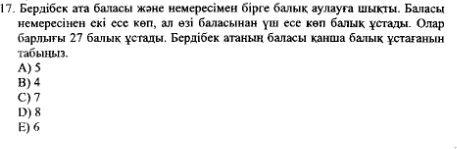 17. Бердібек ата баласы және немересімен бірге балық аулауға шықты. Баласы
немересінен екі есе көп, ал өзі баласынан үш есе көп балық ұстады. Олар
барлығы 27 балық ұстады. Бердібек атаның баласы қанша балық ұстағанын
табыңыз.
A) 5
B) 4
C) 7
D) 8
E) 6